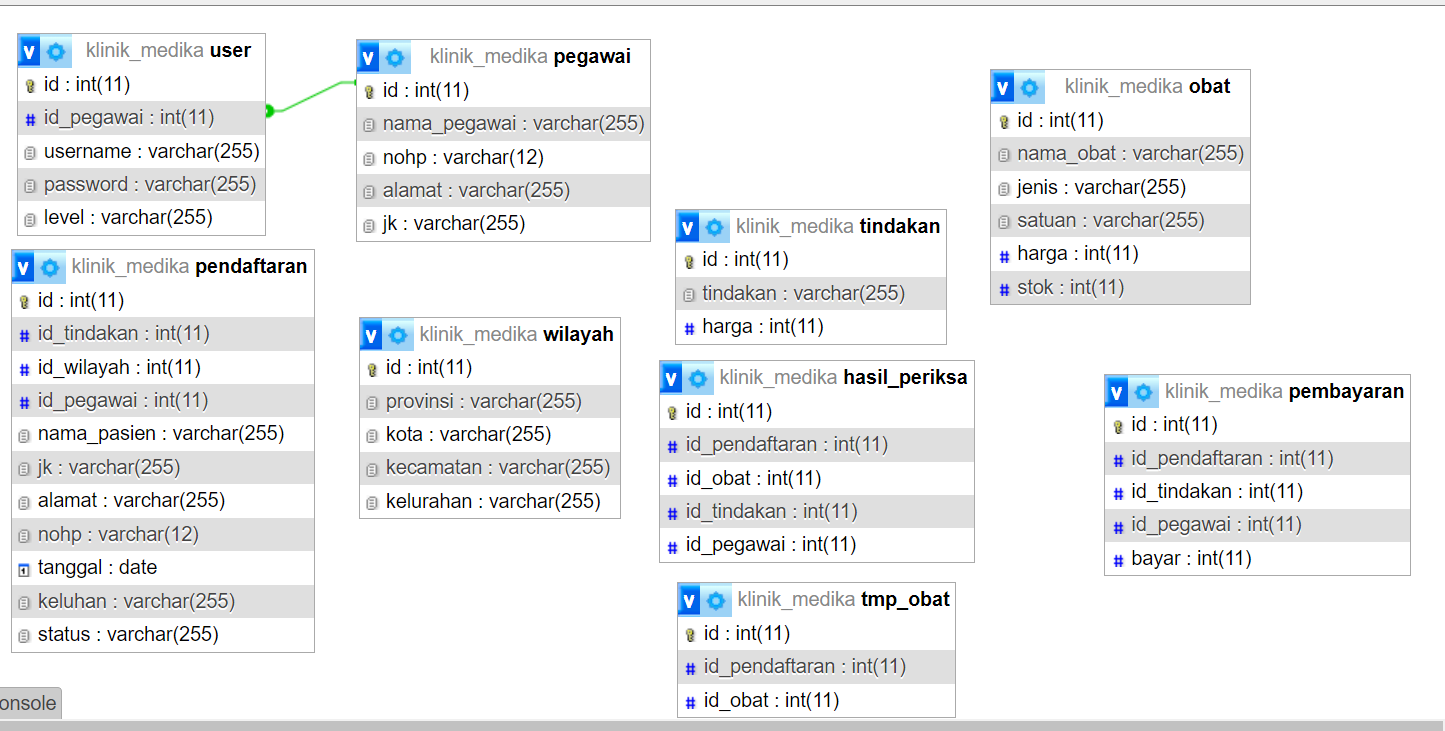 klinik_medika user
id : int(11)
id_pegawai : int(11)
username : varchar(255)
password : varchar(255)
level : varchar(255)
klinik_medika pegawai
id : int(11)
nama_pegawai : varchar(255)
nohp : varchar(12)
alamat : varchar(255)
jk : varchar(255)
klinik_medika obat
id : int(11)
nama_obat : varchar(255)
jenis : varchar(255)
satuan : varchar(255)
harga : int(11)
stok : int(11)
klinik_medika tindakan
id : int(11)
tindakan : varchar(255)
harga : int(11)
klinik_medika pendaftaran
id : int(11)
id_tindakan : int(11)
id_wilayah : int(11)
id_pegawai : int(11)
nama_pasien : varchar(255)
jk : varchar(255)
alamat : varchar(255)
nohp : varchar(12)
tanggal : date
keluhan : varchar(255)
status : varchar(255)
klinik_medika wilayah
id : int(11)
provinsi : varchar(255)
kota : varchar(255)
kecamatan : varchar(255)
kelurahan : varchar(255)
klinik_medika hasil_periksa
id : int(11)
id_pendaftaran : int(11)
id_obat : int(11)
id_tindakan : int(11)
id_pegawai : int(11)
klinik_medika pembayaran
id : int(11)
id_pendaftaran : int(11)
id_tindakan : int(11)
id_pegawai : int(11)
bayar : int(11)
klinik_medika tmp_obat
id : int(11)
id_pendaftaran : int(11)
id_obat : int(11)
onsole